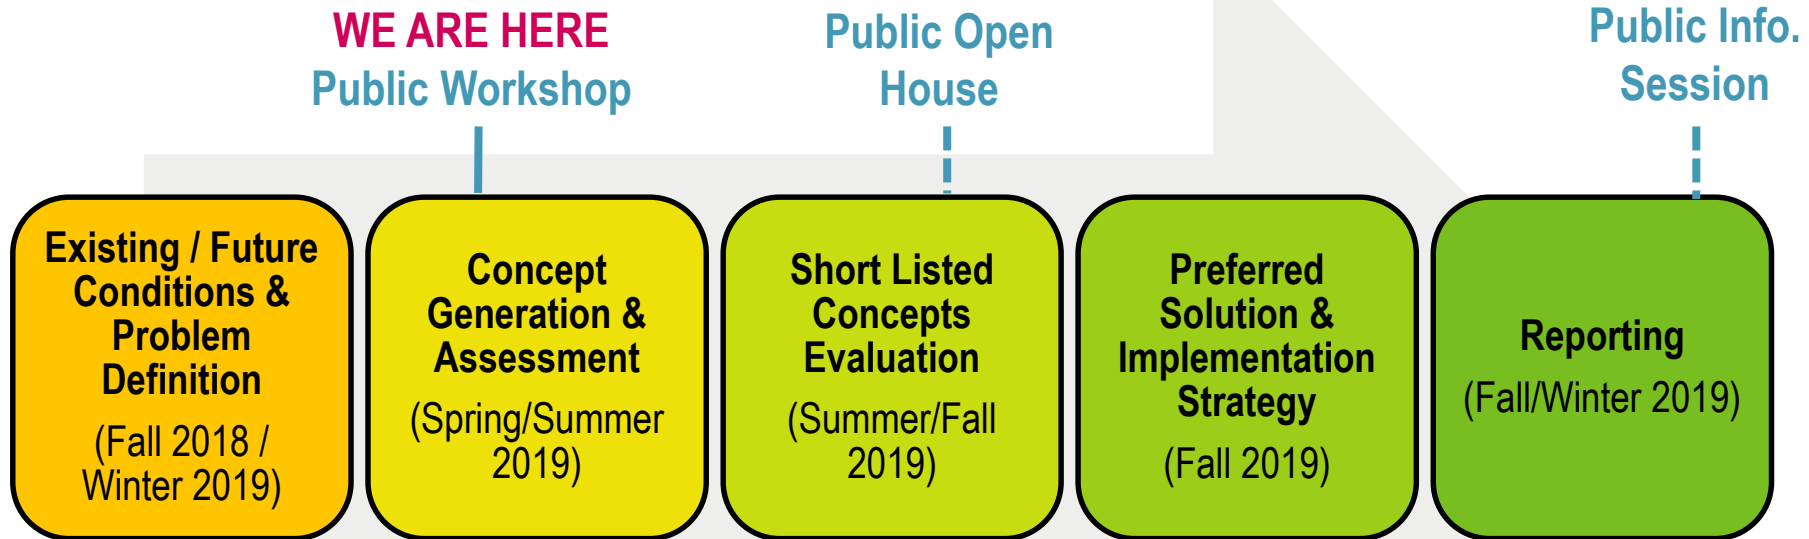 WE ARE HERE
Public Workshop
Public Open
House
Public Info.
Session
Existing / Future
Conditions &
Problem
Definition
(Fall 2018 /
Winter 2019)
Concept
Generation &
Assessment
(Spring/Summer
2019)
Short Listed
Concepts
Evaluation
(Summer/Fall
2019)
Preferred
Solution &
Implementation
Strategy
(Fall 2019)
Reporting
(Fall/Winter 2019)